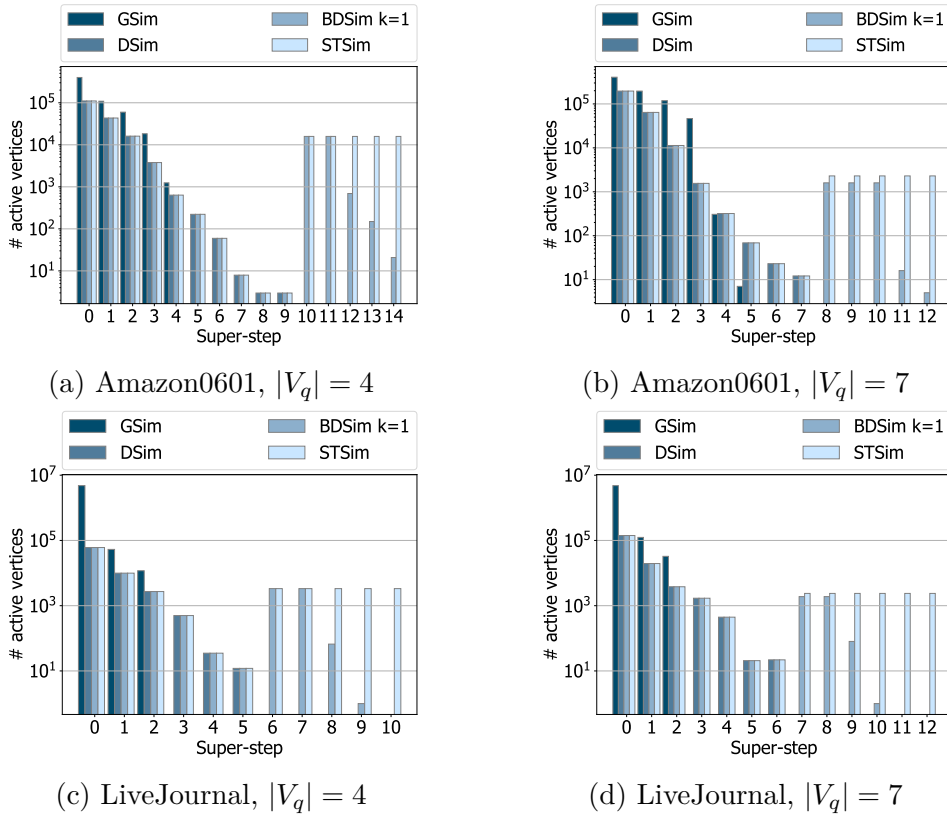 GSim BDSim k=1
DSim STSim
# active vertices
10^5
10^4
10^3
10^2
10^1
0 1 2 3 4 5 6 7 8 9 10 11 12 13 14
Super-step
(a) Amazon0601, |V_q| = 4
GSim BDSim k=1
DSim STSim
# active vertices
10^5
10^4
10^3
10^2
10^1
0 1 2 3 4 5 6 7 8 9 10 11 12
Super-step
(b) Amazon0601, |V_q| = 7
GSim BDSim k=1
DSim STSim
# active vertices
10^7
10^5
10^3
10^1
0 1 2 3 4 5 6 7 8 9 10
Super-step
(c) LiveJournal, |V_q| = 4
GSim BDSim k=1
DSim STSim
# active vertices
10^7
10^5
10^3
10^1
0 1 2 3 4 5 6 7 8 9 10 11 12
Super-step
(d) LiveJournal, |V_q| = 7